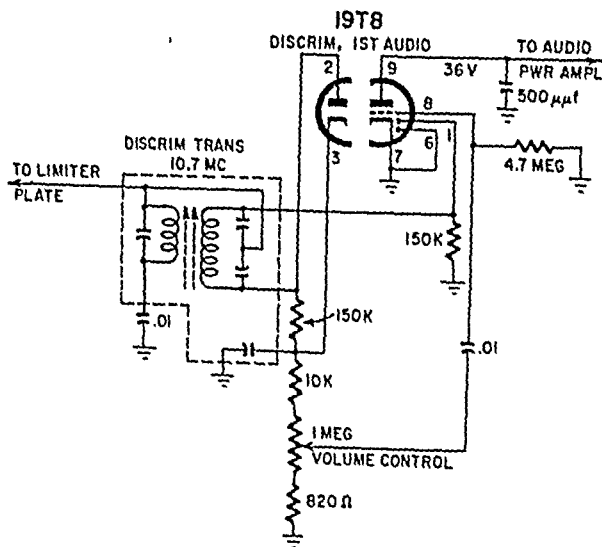 19T8
DISCRIM, 1ST AUDIO
2
9
36V
TO AUDIO
PWR AMPL
500μμf
8
1
6
3
7
4.7 MEG
DISCRIM TRANS
10.7 MC
TO LIMITER
PLATE
150K
.01
150K
.01
10K
1 MEG
VOLUME CONTROL
820Ω